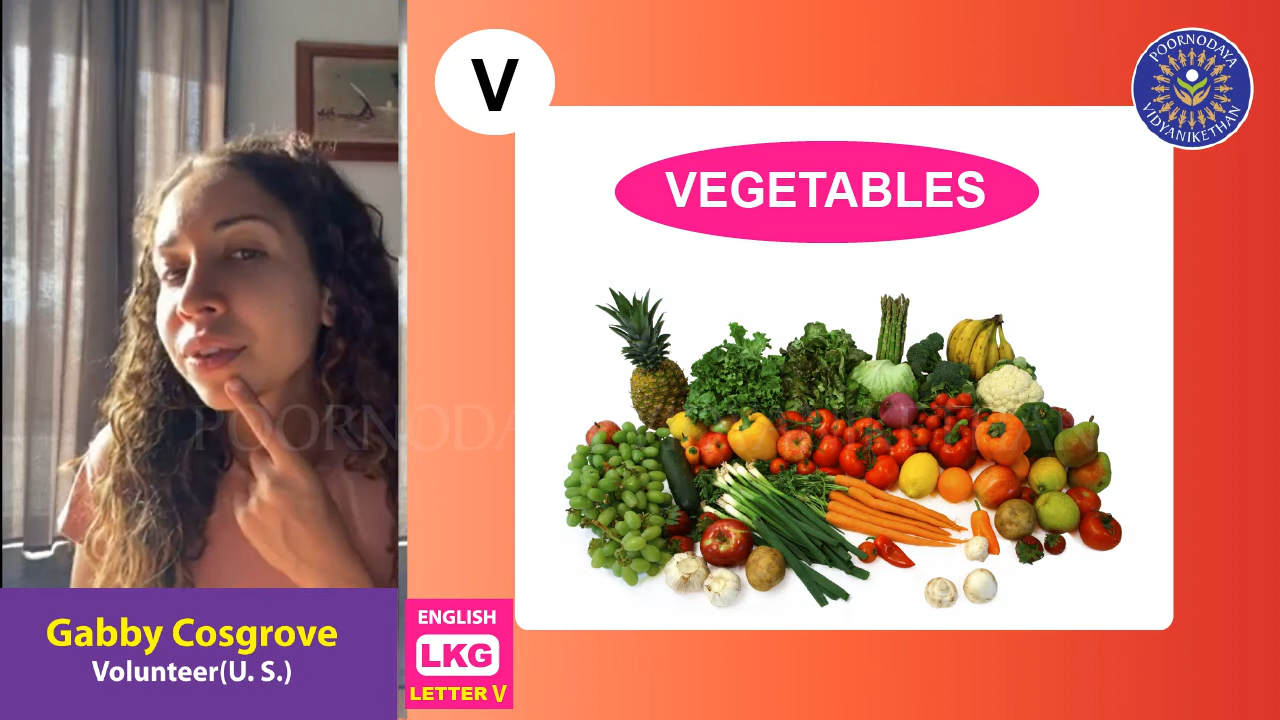 V
POORNODAYA
VIDYANIKETHAN
VEGETABLES
Gabby Cosgrove
Volunteer(U. S.)
ENGLISH
LKG
LETTER V